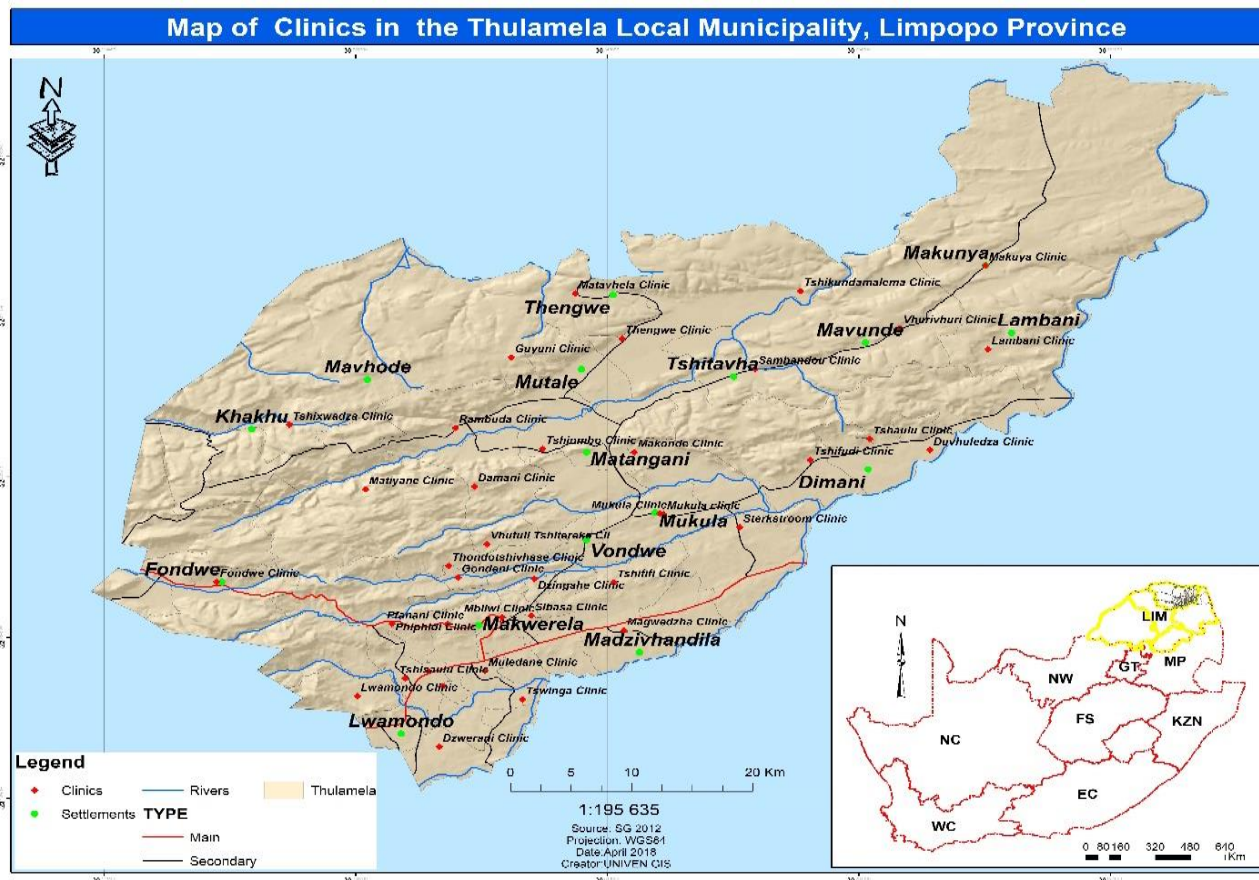 Map of Clinics in the Thulamela Local Municipality, Limpopo Province
N
Makunya
Makuya Clinic
Tshikundamalema Clinic
Matavhela Clinic
Thengwe
Vhurivhuri Clinic
Lambani
Mavunde
Thengwe Clinic
Lambani Clinic
Guyuni Clinic
Mavhode
Tshitavha
Sambandou Clinic
Mutale
Khakhu
Tshixwadza Clinic
Rambuda Clinic
Tshaulu Clinic
Makonde Clinic
Duvhuledza Clinic
Matangani
Tshifudi Clinic
Dimani
Matiyane Clinic
Damani Clinic
Mukula Clinic
Mukula clinic
Mukula
Sterkstroom Clinic
Vondwe
Thondotshivhase Clinic
Fondwe
Fondwe Clinic
Gondeni Clinic
Dzingahe Clinic
Tshififi Clinic
Mbilwi Clinic
Sibasa Clinic
Makwerela
Magwadzha Clinic
Madzivhandila
Muledane Clinic
Lwamondo Clinic
Tswinga Clinic
Lwamondo
Dzwerani Clinic
Legend
Clinics
Rivers
Thulamela
Settlements
TYPE
Main
Secondary
0 5 10 20 Km
1:195 635
Source: SG 2012
Projection: WGS84
Date:April 2018
Creator:UNIVEN GIS
N
LIM
GT
MP
NW
FS
KZN
NC
EC
WC
0 80 160 320 480 640
Km